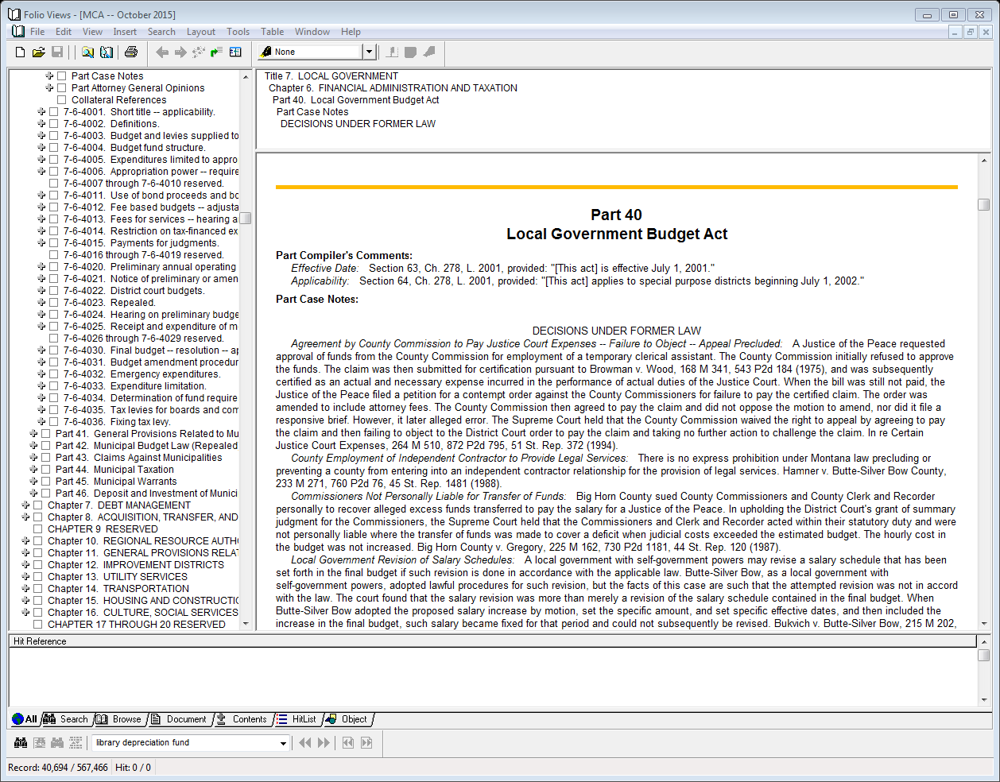 Folio Views - [MCA -- October 2015]
File Edit View Insert Search Layout Tools Table Window Help
None
Part Case Notes
Part Attorney General Opinions
Collateral References
7-6-4001. Short title -- applicability.
7-6-4002. Definitions.
7-6-4003. Budget and levies supplied to
7-6-4004. Budget fund structure.
7-6-4005. Expenditures limited to appro
7-6-4006. Appropriation power -- require
7-6-4007 through 7-6-4010 reserved.
7-6-4011. Use of bond proceeds and bo
7-6-4012. Fee based budgets -- adjusta
7-6-4013. Fees for services -- hearing a
7-6-4014. Restriction on tax-financed ex
7-6-4015. Payments for judgments.
7-6-4016 through 7-6-4019 reserved.
7-6-4020. Preliminary annual operating
7-6-4021. Notice of preliminary or amen
7-6-4022. District court budgets.
7-6-4023. Repealed.
7-6-4024. Hearing on preliminary budge
7-6-4025. Receipt and expenditure of m
7-6-4026 through 7-6-4029 reserved.
7-6-4030. Final budget -- resolution -- ap
7-6-4031. Budget amendment procedur
7-6-4032. Emergency expenditures.
7-6-4033. Expenditure limitation.
7-6-4034. Determination of fund require
7-6-4035. Tax levies for boards and com
7-6-4036. Fixing tax levy.
Part 41. General Provisions Related to Mu
Part 42. Municipal Budget Law (Repealed
Part 43. Claims Against Municipalities
Part 44. Municipal Taxation
Part 45. Municipal Warrants
Part 46. Deposit and Investment of Munici
Chapter 7. DEBT MANAGEMENT
Chapter 8. ACQUISITION, TRANSFER, AND
CHAPTER 9 RESERVED
Chapter 10. REGIONAL RESOURCE AUTH
Chapter 11. GENERAL PROVISIONS RELAT
Chapter 12. IMPROVEMENT DISTRICTS
Chapter 13. UTILITY SERVICES
Chapter 14. TRANSPORTATION
Chapter 15. HOUSING AND CONSTRUCTIO
Chapter 16. CULTURE, SOCIAL SERVICES
CHAPTER 17 THROUGH 20 RESERVED
Title 7. LOCAL GOVERNMENT
Chapter 6. FINANCIAL ADMINISTRATION AND TAXATION
Part 40. Local Government Budget Act
Part Case Notes
DECISIONS UNDER FORMER LAW
Part 40
Local Government Budget Act
Part Compiler's Comments:
Effective Date: Section 63, Ch. 278, L. 2001, provided: "[This act] is effective July 1, 2001."
Applicability: Section 64, Ch. 278, L. 2001, provided: "[This act] applies to special purpose districts beginning July 1, 2002."
Part Case Notes:
DECISIONS UNDER FORMER LAW
Agreement by County Commission to Pay Justice Court Expenses -- Failure to Object -- Appeal Precluded: A Justice of the Peace requested
approval of funds from the County Commission for employment of a temporary clerical assistant. The County Commission initially refused to approve
the funds. The claim was then submitted for certification pursuant to Browman v. Wood, 168 M 341, 543 P2d 184 (1975), and was subsequently
certified as an actual and necessary expense incurred in the performance of actual duties of the Justice Court. When the bill was still not paid, the
Justice of the Peace filed a petition for a contempt order against the County Commissioners for failure to pay the certified claim. The order was
amended to include attorney fees. The County Commission then agreed to pay the claim and did not oppose the motion to amend, nor did it file a
responsive brief. However, it later alleged error. The Supreme Court held that the County Commission waived the right to appeal by agreeing to pay
the claim and then failing to object to the District Court order to pay the claim and taking no further action to challenge the claim. In re Certain
Justice Court Expenses, 264 M 510, 872 P2d 795, 51 St. Rep. 372 (1994).
County Employment of Independent Contractor to Provide Legal Services: There is no express prohibition under Montana law precluding or
preventing a county from entering into an independent contractor relationship for the provision of legal services. Hamner v. Butte-Silver Bow County,
233 M 271, 760 P2d 76, 45 St. Rep. 1481 (1988).
Commissioners Not Personally Liable for Transfer of Funds: Big Horn County sued County Commissioners and County Clerk and Recorder
personally to recover alleged excess funds transferred to pay the salary for a Justice of the Peace. In upholding the District Court's grant of summary
judgment for the Commissioners, the Supreme Court held that the Commissioners and Clerk and Recorder acted within their statutory duty and were
not personally liable where the transfer of funds was made to cover a deficit when judicial costs exceeded the estimated budget. The hourly cost in
the budget was not increased. Big Horn County v. Gregory, 225 M 162, 730 P2d 1181, 44 St. Rep. 120 (1987).
Local Government Revision of Salary Schedules: A local government with self-government powers may revise a salary schedule that has been
set forth in the final budget if such revision is done in accordance with the applicable law. Butte-Silver Bow, as a local government with
self-government powers, adopted lawful procedures for such revision, but the facts of this case are such that the attempted revision was not in accord
with the law. The court found that the salary revision was more than merely a revision of the salary schedule contained in the final budget. When
Butte-Silver Bow adopted the proposed salary increase by motion, set the specific amount, and set specific effective dates, and then included the
increase in the final budget, such salary became fixed for that period and could not subsequently be revised. Bukvich v. Butte-Silver Bow, 215 M 202,
Hit Reference
All Search Browse Document Contents HitList Object
library depreciation fund
Record: 40,694 / 567,466 Hit: 0 / 0